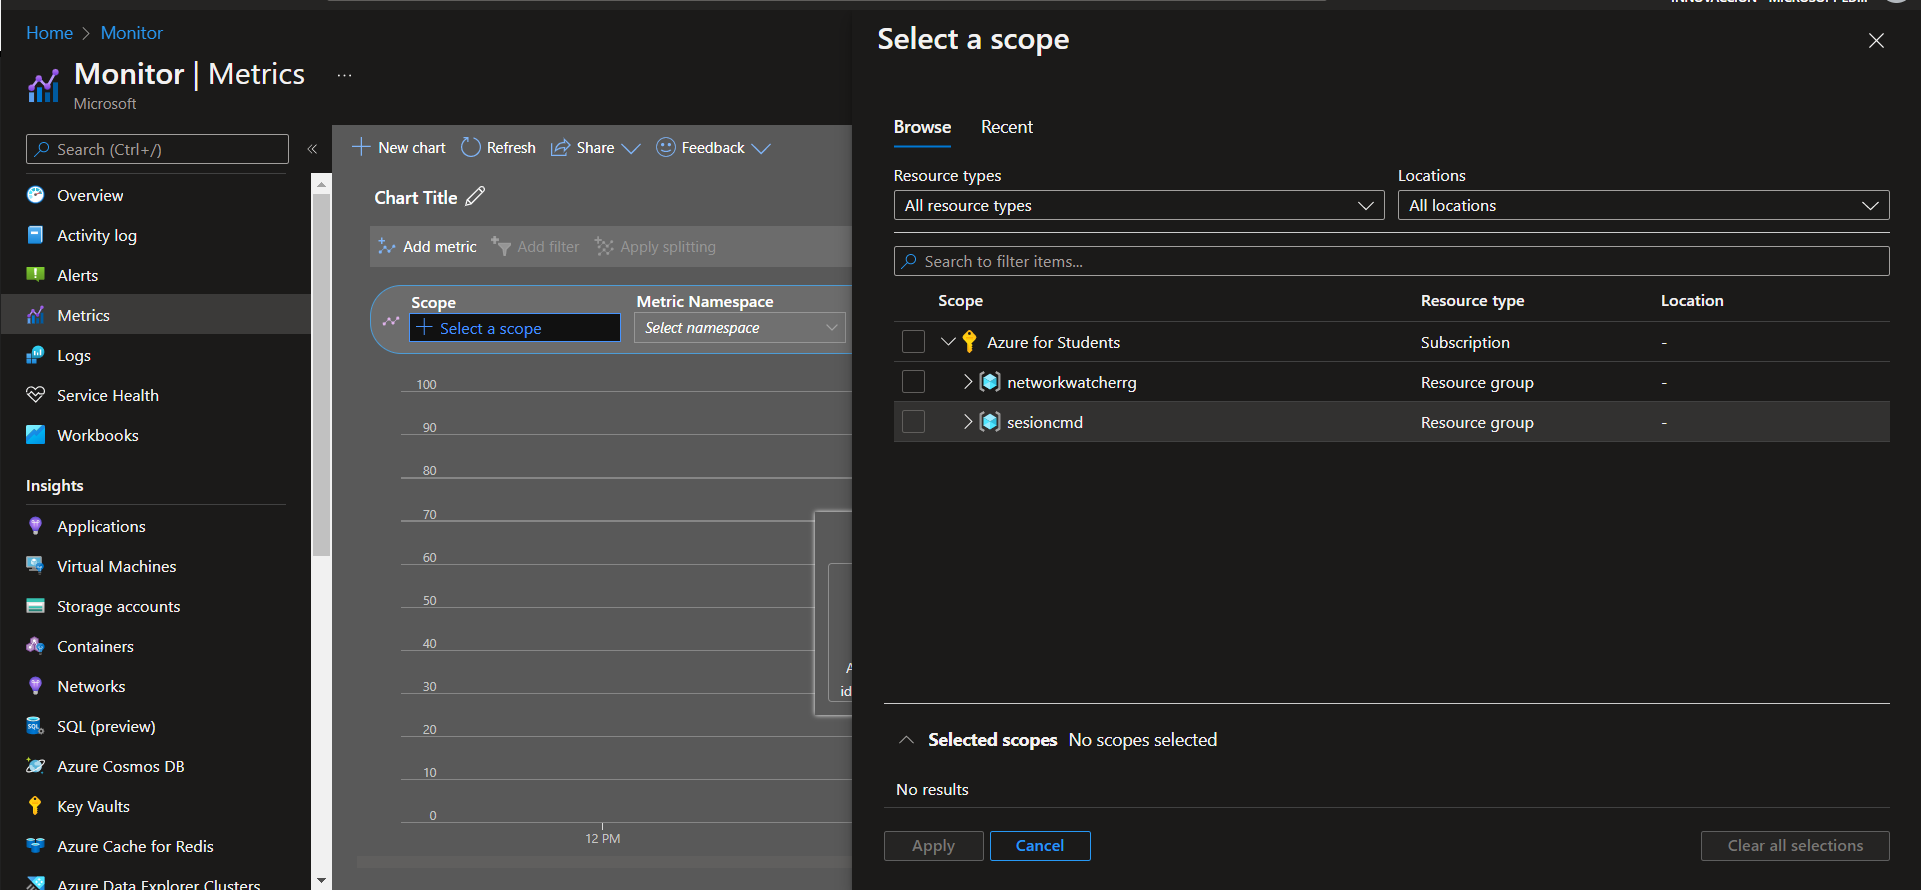 Home > Monitor
Monitor | Metrics ...
Microsoft
Search (Ctrl+/)
«
Overview
Activity log
Alerts
Metrics
Logs
Service Health
Workbooks
Insights
Applications
Virtual Machines
Storage accounts
Containers
Networks
SQL (preview)
Azure Cosmos DB
Key Vaults
Azure Cache for Redis
Azure Data Explorer Clusters
New chart Refresh Share Feedback
Chart Title
Add metric Add filter Apply splitting
Scope Metric Namespace
+ Select a scope Select namespace
100
90
80
70
60
50
40
30
20
10
0
12 PM
Select a scope
Browse Recent
Resource types Locations
All resource types All locations
Search to filter items...
Scope Resource type Location
Azure for Students Subscription -
networkwatcherrg Resource group -
sesioncmd Resource group -
Selected scopes No scopes selected
No results
Apply Cancel Clear all selections